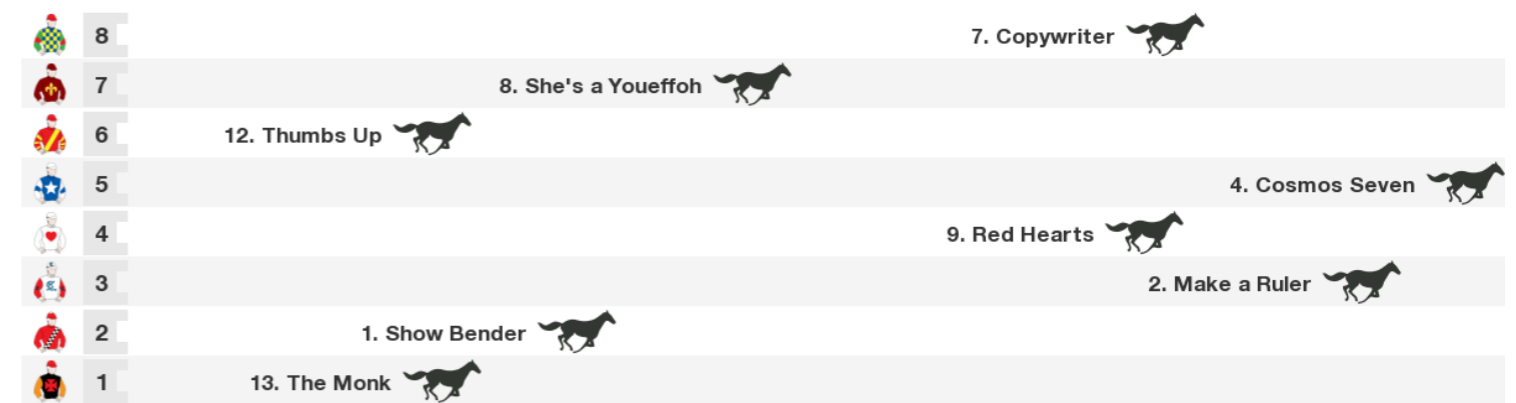 8 7. Copywriter
7 8. She's a Youeffoh
6 12. Thumbs Up
5 4. Cosmos Seven
4 9. Red Hearts
3 2. Make a Ruler
2 1. Show Bender
1 13. The Monk